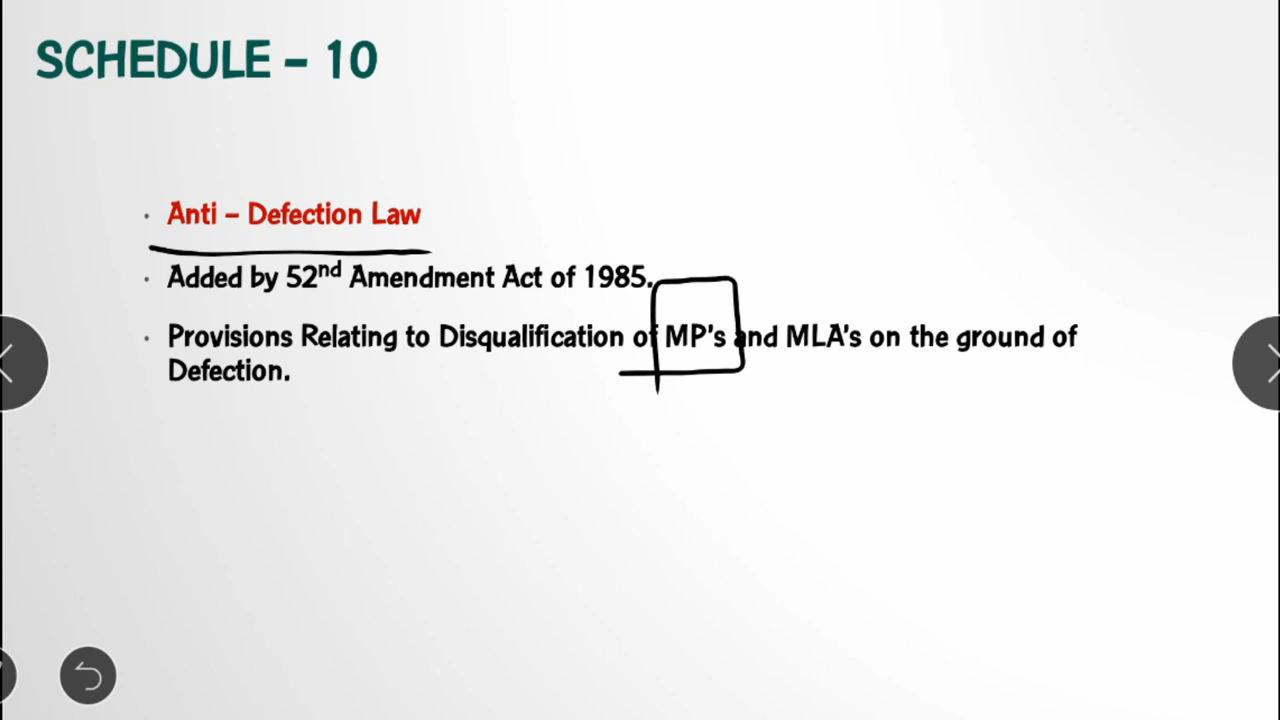 SCHEDULE – 10
• Anti – Defection Law
• Added by 52nd Amendment Act of 1985.
• Provisions Relating to Disqualification of MP's and MLA's on the ground of
Defection.